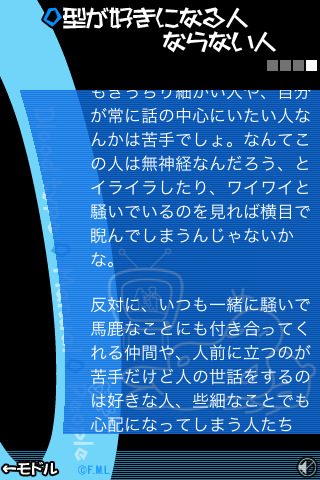 型が好きになる人
ならない人
もきっちり細かい人や、自分
が常に話の中心にいたい人な
んかは苦手でしょ。なんてこ
の人は無神経なんだろう、と
イライラしたり、ワイワイと
騒いでいるのを見れば横目で
睨んでしまうんじゃないか
な。
反対に、いつも一緒に騒いで
馬鹿なことにも付き合ってく
れる仲間や、人前に立つのが
苦手だけど人の世話をするの
は好きな人、些細なことでも
心配になってしまう人たち
←モドル
©F.ML